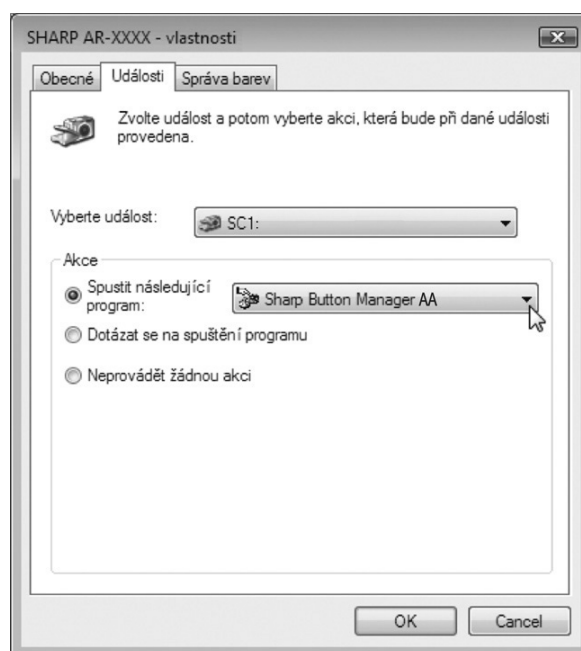 SHARP AR-XXXX - vlastnosti
Obecné Události Správa barev
Zvolte událost a potom vyberte akci, která bude při dané události
provedena.
Vyberte událost: SC1:
Akce
Spustit následující
program: Sharp Button Manager AA
Dotázat se na spuštění programu
Neprovádět žádnou akci
OK Cancel